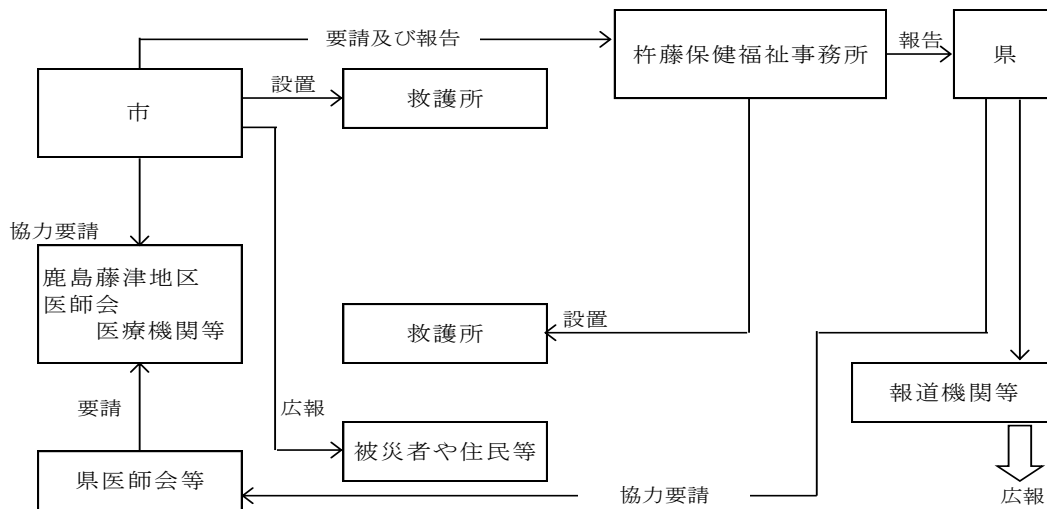 要請及び報告
杵藤保健福祉事務所
報告
県
市
設置
救護所
協力要請
鹿島藤津地区
医師会
医療機関等
救護所
設置
報道機関等
要請
広報
被災者や住民等
県医師会等
協力要請
広報